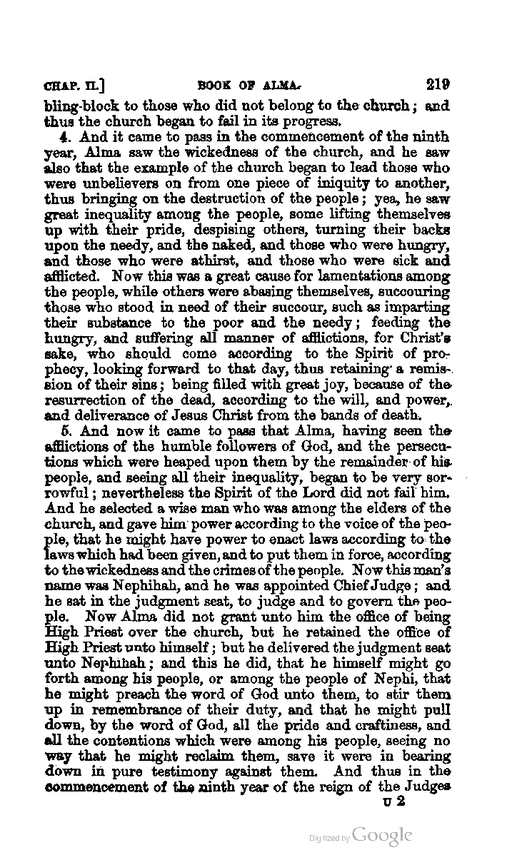 CHAP. II.] BOOK OF ALMA. 219
bling-block to those who did not belong to the church; and
thus the church began to fail in its progress.
4. And it came to pass in the commencement of the ninth
year, Alma saw the wickedness of the church, and he saw
also that the example of the church began to lead those who
were unbelievers on from one piece of iniquity to another,
thus bringing on the destruction of the people; yea, he saw
great inequality among the people, some lifting themselves
up with their pride, despising others, turning their backs
upon the needy, and the naked, and those who were hungry,
and those who were athirst, and those who were sick and
afflicted. Now this was a great cause for lamentations among
the people, while others were abasing themselves, succouring
those who stood in need of their succour, such as imparting
their substance to the poor and the needy; feeding the
hungry, and suffering all manner of afflictions, for Christ's
sake, who should come according to the Spirit of pro-
phecy, looking forward to that day, thus retaining a remis-
sion of their sins; being filled with great joy, because of the
resurrection of the dead, according to the will, and power,
and deliverance of Jesus Christ from the bands of death.
5. And now it came to pass that Alma, having seen the
afflictions of the humble followers of God, and the persecu-
tions which were heaped upon them by the remainder of his
people, and seeing all their inequality, began to be very sor-
rowful; nevertheless the Spirit of the Lord did not fail him.
And he selected a wise man who was among the elders of the
church, and gave him power according to the voice of the peo-
ple, that he might have power to enact laws according to the
laws which had been given, and to put them in force, according
to the wickedness and the crimes of the people. Now this man's
name was Nephihah, and he was appointed Chief Judge; and
he sat in the judgment seat, to judge and to govern the peo-
ple. Now Alma did not grant unto him the office of being
High Priest over the church, but he retained the office of
High Priest unto himself; but he delivered the judgment seat
unto Nephihah; and this he did, that he himself might go
forth among his people, or among the people of Nephi, that
he might preach the word of God unto them, to stir them
up in remembrance of their duty, and that he might pull
down, by the word of God, all the pride and craftiness, and
all the contentions which were among his people, seeing no
way that he might reclaim them, save it were in bearing
down in pure testimony against them. And thus in the
commencement of the ninth year of the reign of the Judges
U 2
Digitized by Google